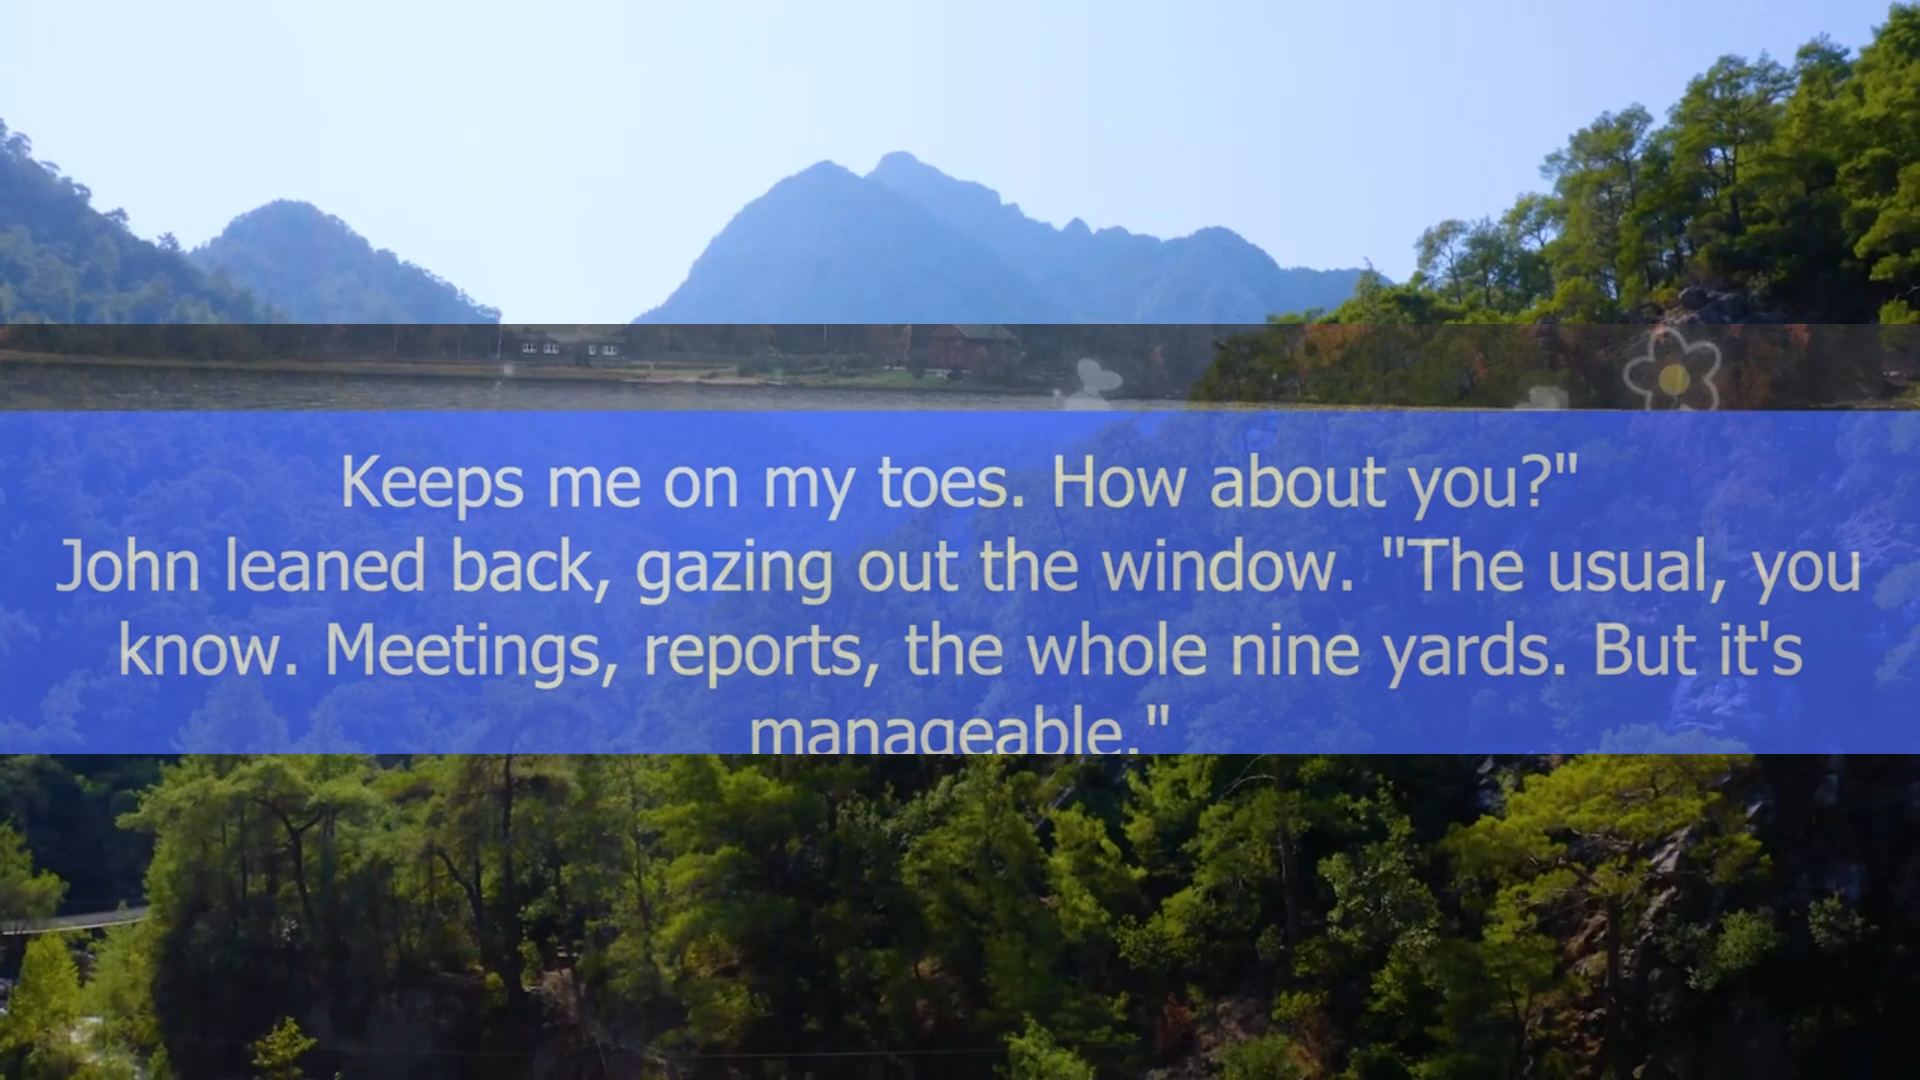 Keeps me on my toes. How about you?"
John leaned back, gazing out the window. "The usual, you
know. Meetings, reports, the whole nine yards. But it's
manageable."